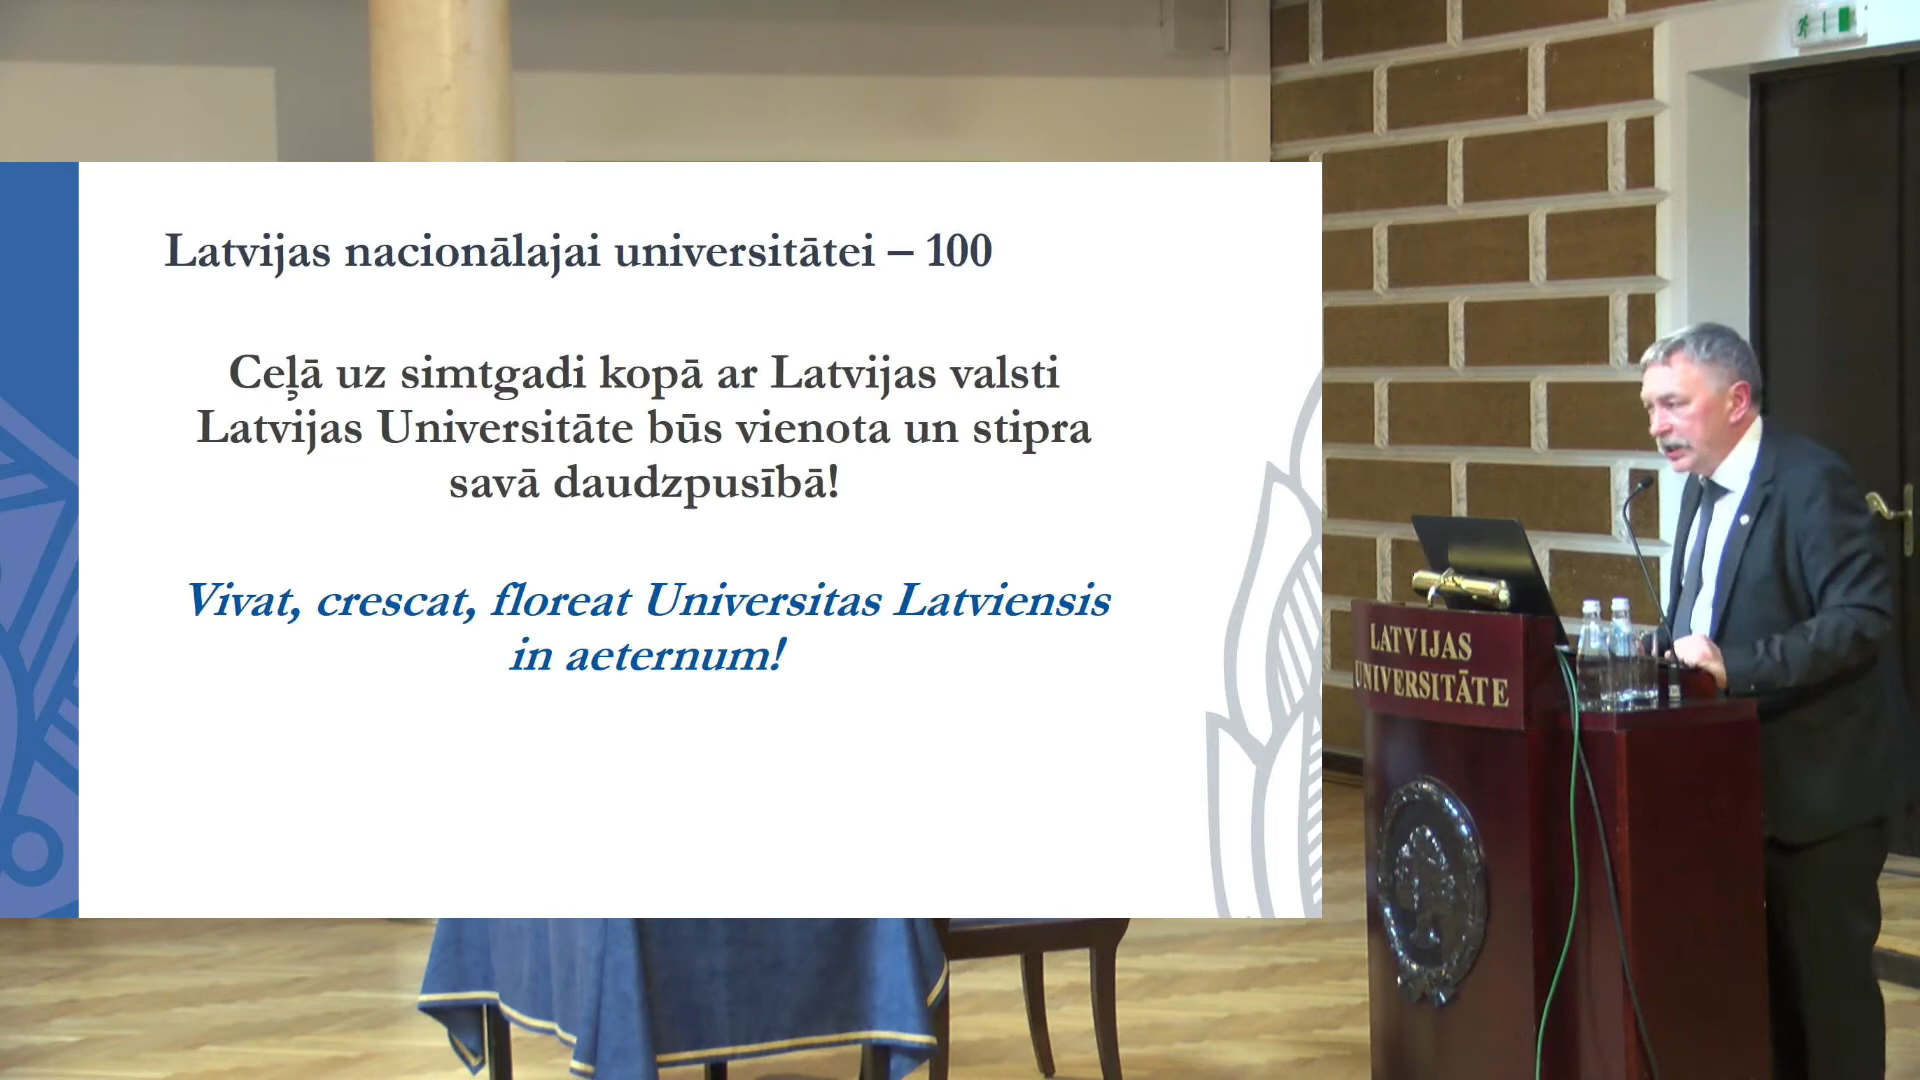 Latvijas nacionālajai universitātei – 100
Ceļā uz simtgadi kopā ar Latvijas valsti
Latvijas Universitāte būs vienota un stipra
savā daudzpusībā!
Vivat, crescat, floreat Universitas Latviensis
in aeternum!
LATVIJAS
UNIVERSITĀTE